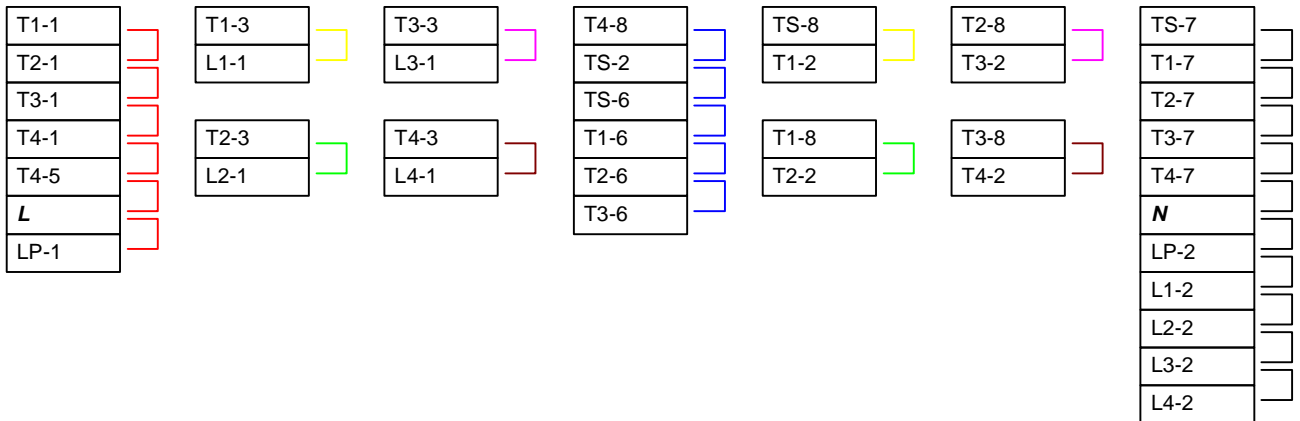 T1-1
T2-1
T3-1
T4-1
T4-5
L
LP-1
T1-3
L1-1
T2-3
L2-1
T3-3
L3-1
T4-3
L4-1
T4-8
TS-2
TS-6
T1-6
T2-6
T3-6
TS-8
T1-2
T1-8
T2-2
T2-8
T3-2
T3-8
T4-2
TS-7
T1-7
T2-7
T3-7
T4-7
N
LP-2
L1-2
L2-2
L3-2
L4-2